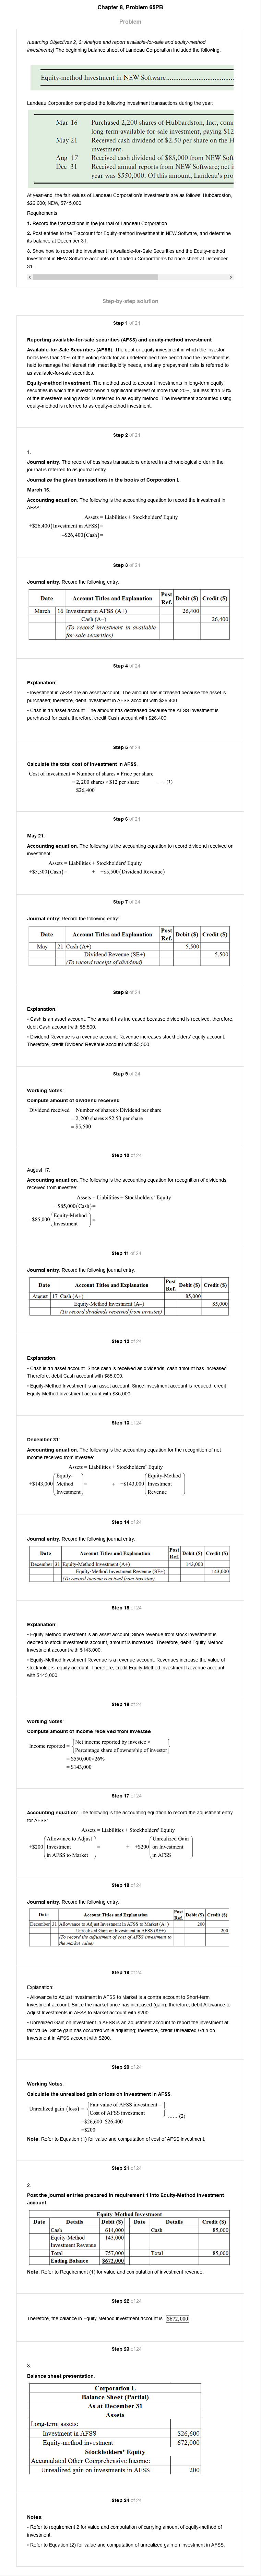 Chapter 8, Problem 65PB
Problem
(Learning Objectives 2, 3: Analyze and report available-for-sale and equity-method
investments) The beginning balance sheet of Landeau Corporation included the following:
Equity-method Investment in NEW Software
Landeau Corporation completed the following investment transactions during the year:
Mar 16 Purchased 2,200 shares of Hubbardston, Inc., com
long-term available-for-sale investment, paying $12
May 21 Received cash dividend of $2.50 per share on the H
investment.
Aug 17 Received cash dividend of $85,000 from NEW Soft
Dec 31 Received annual reports from NEW Software; net i
year was $550,000. Of this amount, Landeau's pro
At year-end, the fair values of Landeau Corporation's investments are as follows: Hubbardston,
$26,600; NEW, $745,000.
Requirements
1. Record the transactions in the journal of Landeau Corporation.
2. Post entries to the T-account for Equity-method Investment in NEW Software, and determine
its balance at December 31.
3. Show how to report the Investment in Available-for-Sale Securities and the Equity-method
Investment in NEW Software accounts on Landeau Corporation's balance sheet at December
31.
Step-by-step solution
Step 1 of 24
Reporting available-for-sale securities (AFSS) and equity-method investment
Available-for-Sale Securities (AFSS): The debt or equity investment in which the investor
holds less than 20% of the voting stock for an undetermined time period and the investment is
held to manage the interest risk, meet liquidity needs, and any prepayment risks is referred to
as available-for-sale securities.
Equity-method investment: The method used to account investments in long-term equity
securities in which the investor owns a significant amount of more than 20%, but less than 50%
of the investee's voting stock, is referred to as equity method. The investment accounted using
equity-method is referred to as equity-method investment.
Step 2 of 24
1.
Journal entry: The record of business transactions entered in a chronological order in the
journal is referred to as journal entry.
Journalize the given transactions in the books of Corporation L.
March 16:
Accounting equation: The following is the accounting equation to record the investment in
AFSS:
Assets = Liabilities + Stockholders' Equity
+$26,400(Investment in AFSS)=
−$26,400(Cash)=
Step 3 of 24
Journal entry: Record the following entry:
Date Account Titles and Explanation Post Ref. Debit ($) Credit ($)
March 16 Investment in AFSS (A+) 26,400
Cash (A–) 26,400
(To record investment in available-
for-sale securities)
Step 4 of 24
Explanation:
• Investment in AFSS are an asset account. The amount has increased because the asset is
purchased; therefore, debit Investment in AFSS account with $26,400.
• Cash is an asset account. The amount has decreased because the AFSS investment is
purchased for cash; therefore, credit Cash account with $26,400.
Step 5 of 24
Calculate the total cost of investment in AFSS.
Cost of investment = Number of shares × Price per share
= 2,200 shares × $12 per share ...... (1)
= $26,400
Step 6 of 24
May 21:
Accounting equation: The following is the accounting equation to record dividend received on
investment:
Assets = Liabilities + Stockholders' Equity
+$5,500(Cash)= + +$5,500(Dividend Revenue)
Step 7 of 24
Journal entry: Record the following entry:
Date Account Titles and Explanation Post Ref. Debit ($) Credit ($)
May 21 Cash (A+) 5,500
Dividend Revenue (SE+) 5,500
(To record receipt of dividend)
Step 8 of 24
Explanation:
• Cash is an asset account. The amount has increased because dividend is received; therefore,
debit Cash account with $5,500.
• Dividend Revenue is a revenue account. Revenue increases stockholders' equity account.
Therefore, credit Dividend Revenue account with $5,500.
Step 9 of 24
Working Notes:
Compute amount of dividend received.
Dividend received = Number of shares × Dividend per share
= 2,200 shares × $2.50 per share
= $5,500
Step 10 of 24
August 17:
Accounting equation: The following is the accounting equation for recognition of dividends
received from investee:
Assets = Liabilities + Stockholders' Equity
+$85,000(Cash)=
−$85,000(Equity-Method
Investment)=
Step 11 of 24
Journal entry: Record the following journal entry:
Date Account Titles and Explanation Post Ref. Debit ($) Credit ($)
August 17 Cash (A+) 85,000
Equity-Method Investment (A–) 85,000
(To record dividends received from investee)
Step 12 of 24
Explanation:
• Cash is an asset account. Since cash is received as dividends, cash amount has increased.
Therefore, debit Cash account with $85,000.
• Equity-Method Investment is an asset account. Since investment account is reduced, credit
Equity-Method Investment account with $85,000.
Step 13 of 24
December 31:
Accounting equation: The following is the accounting equation for the recognition of net
income received from investee:
Assets = Liabilities + Stockholders' Equity
+$143,000(Equity-
Method
Investment)= + +$143,000(Equity-Method
Investment
Revenue)
Step 14 of 24
Journal entry: Record the following journal entry:
Date Account Titles and Explanation Post Ref. Debit ($) Credit ($)
December 31 Equity-Method Investment (A+) 143,000
Equity-Method Investment Revenue (SE+) 143,000
(To record income received from investee)
Step 15 of 24
Explanation:
• Equity-Method Investment is an asset account. Since revenue from stock investment is
debited to stock investments account, amount is increased. Therefore, debit Equity-Method
Investment account with $143,000.
• Equity-Method Investment Revenue is a revenue account. Revenues increase the value of
stockholders' equity account. Therefore, credit Equity-Method Investment Revenue account
with $143,000.
Step 16 of 24
Working Notes:
Compute amount of income received from investee.
Income reported = {Net income reported by investee ×
Percentage share of ownership of investor}
= $550,000×26%
= $143,000
Step 17 of 24
Accounting equation: The following is the accounting equation to record the adjustment entry
for AFSS:
Assets = Liabilities + Stockholders' Equity
+$200(Allowance to Adjust
Investment
in AFSS to Market)= + +$200(Unrealized Gain
on Investment
in AFSS)
Step 18 of 24
Journal entry: Record the following entry:
Date Account Titles and Explanation Post Ref. Debit ($) Credit ($)
December 31 Allowance to Adjust Investment in AFSS to Market (A+) 200
Unrealized Gain on Investment in AFSS (SE+) 200
(To record the adjustment of cost of AFSS investment to
the market value)
Step 19 of 24
Explanation:
• Allowance to Adjust Investment in AFSS to Market is a contra account to Short-term
Investment account. Since the market price has increased (gain), therefore, debit Allowance to
Adjust Investments in AFSS to Market account with $200.
• Unrealized Gain on Investment in AFSS is an adjustment account to report the investment at
fair value. Since gain has occurred while adjusting; therefore, credit Unrealized Gain on
Investment in AFSS account with $200.
Step 20 of 24
Working Notes:
Calculate the unrealized gain or loss on investment in AFSS.
Unrealized gain (loss) = {Fair value of AFSS investment –
Cost of AFSS investment}
=$26,600–$26,400 ...... (2)
=$200
Note: Refer to Equation (1) for value and computation of cost of AFSS investment.
Step 21 of 24
2.
Post the journal entries prepared in requirement 1 into Equity-Method Investment
account.
Equity-Method Investment
Date Details Debit ($) Date Details Credit ($)
Cash 614,000 Cash 85,000
Equity-Method
Investment Revenue 143,000
Total 757,000 Total 85,000
Ending Balance $672,000
Note: Refer to Requirement (1) for value and computation of investment revenue.
Step 22 of 24
Therefore, the balance in Equity-Method Investment account is $672,000
Step 23 of 24
3.
Balance sheet presentation:
Corporation L
Balance Sheet (Partial)
As at December 31
Assets
Long-term assets:
Investment in AFSS $26,600
Equity-method investment 672,000
Stockholders' Equity
Accumulated Other Comprehensive Income:
Unrealized gain on investments in AFSS 200
Step 24 of 24
Notes:
• Refer to requirement 2 for value and computation of carrying amount of equity-method of
investment.
• Refer to Equation (2) for value and computation of unrealized gain on investment in AFSS.